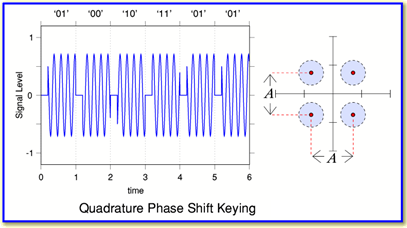 '01' '00' '10' '11' '01' '01'
1
0
-1
Signal Level
0 1 2 3 4 5 6
time
A
A
Quadrature Phase Shift Keying